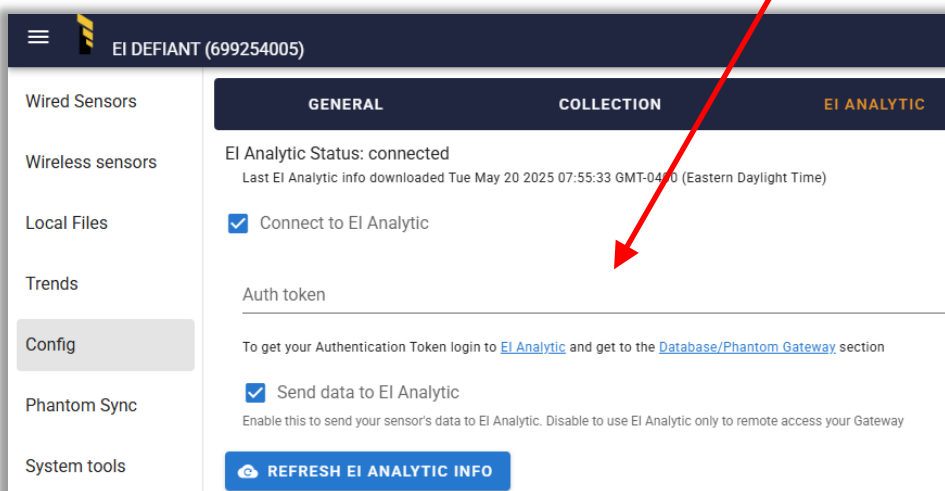 EI DEFIANT (699254005)
Wired Sensors
Wireless sensors
Local Files
Trends
Config
Phantom Sync
System tools
GENERAL COLLECTION EI ANALYTIC
EI Analytic Status: connected
Last EI Analytic info downloaded Tue May 20 2025 07:55:33 GMT-0400 (Eastern Daylight Time)
Connect to EI Analytic
Auth token
To get your Authentication Token login to EI Analytic and get to the Database/Phantom Gateway section
Send data to EI Analytic
Enable this to send your sensor's data to EI Analytic. Disable to use EI Analytic only to remote access your Gateway
REFRESH EI ANALYTIC INFO